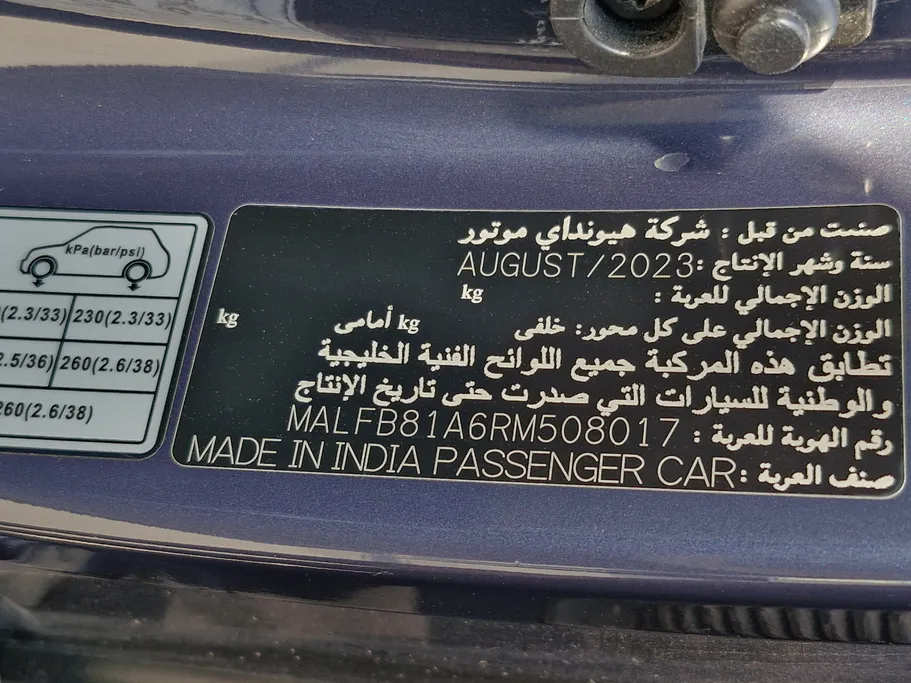 kPa(bar/psi)
(2.3/33) 230(2.3/33)
2.5/36) 260(2.6/38)
260(2.6/38)
صنعت من قبل : شركة هيونداي موتور
سنة وشهر الإنتاج: AUGUST/2023
الوزن الإجمالي للعربة : kg
الوزن الإجمالي على كل محور: خلفى kg أمامى kg
تطابق هذه المركبة جميع اللوائح الفنية الخليجية
والوطنية للسيارات التي صدرت حتى تاريخ الإنتاج
رقم الهوية للعربة : MALFB81A6RM508017
صنف العربة : MADE IN INDIA PASSENGER CAR